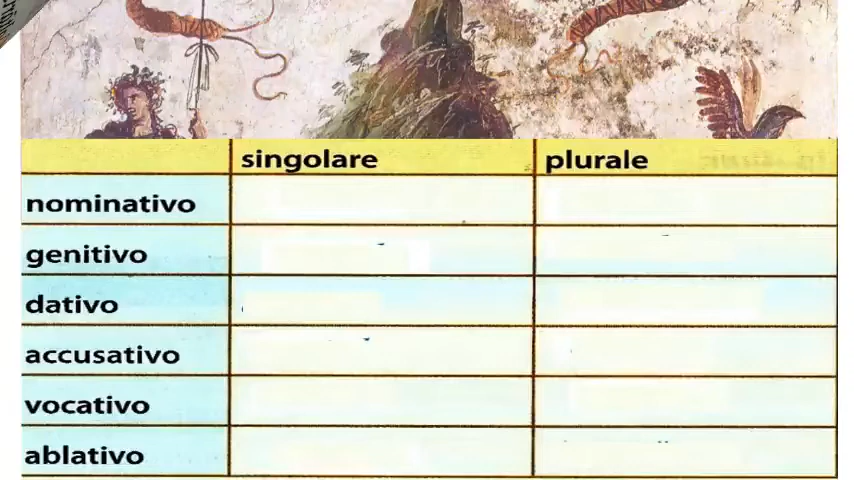 singolare plurale
nominativo
genitivo
dativo
accusativo
vocativo
ablativo